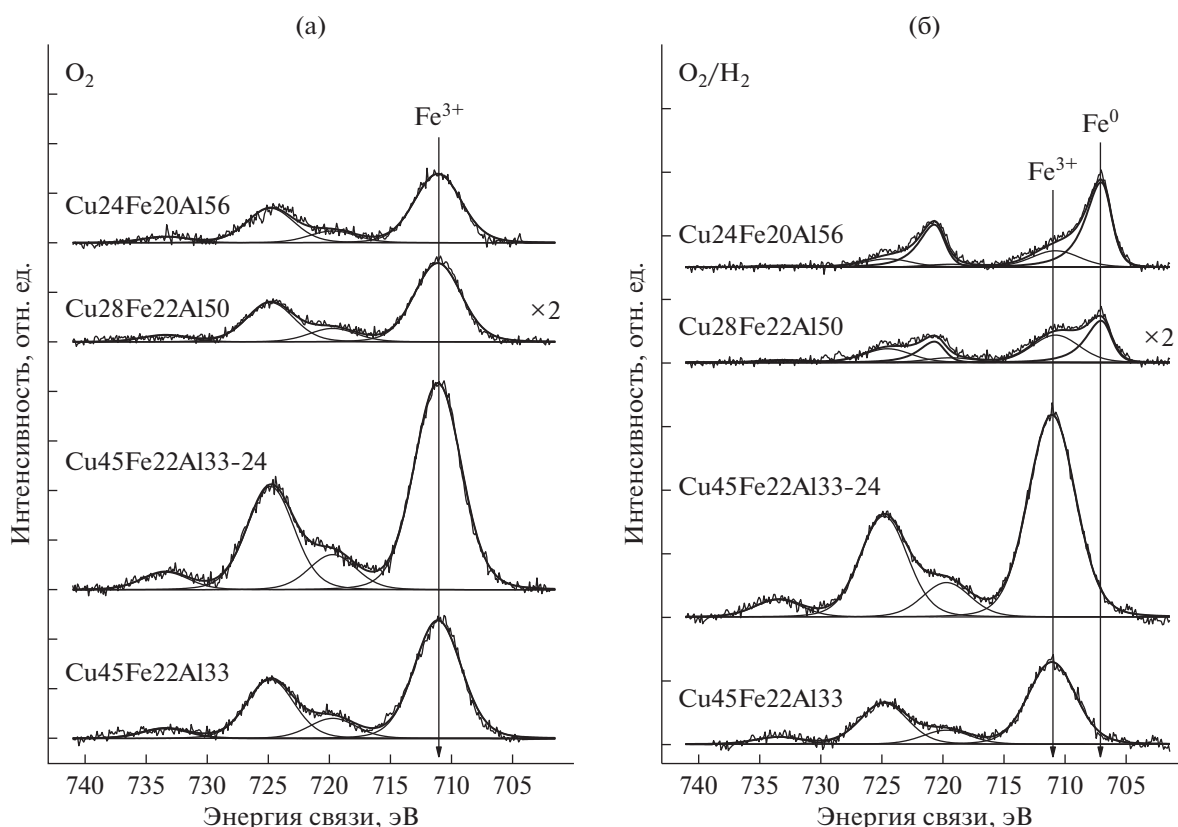 (а)
O2
Fe3+
Cu24Fe20Al56
Cu28Fe22Al50
×2
Cu45Fe22Al33-24
Cu45Fe22Al33
Интенсивность, отн. ед.
740 735 730 725 720 715 710 705
Энергия связи, эВ
(б)
O2/H2
Fe0
Fe3+
Cu24Fe20Al56
Cu28Fe22Al50
×2
Cu45Fe22Al33-24
Cu45Fe22Al33
Интенсивность, отн. ед.
740 735 730 725 720 715 710 705
Энергия связи, эВ